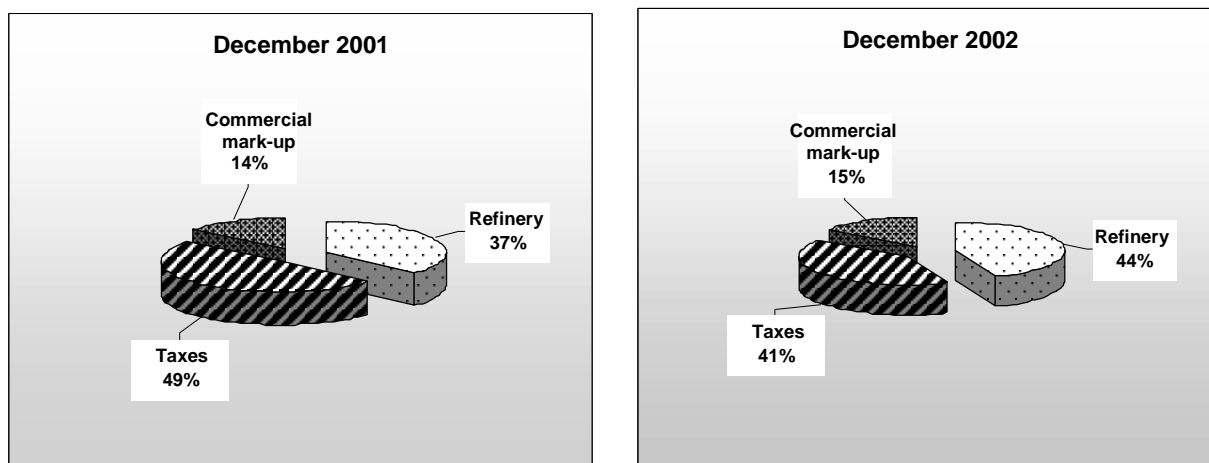 December 2001
Commercial
mark-up
14%
Refinery
37%
Taxes
49%
December 2002
Commercial
mark-up
15%
Refinery
44%
Taxes
41%